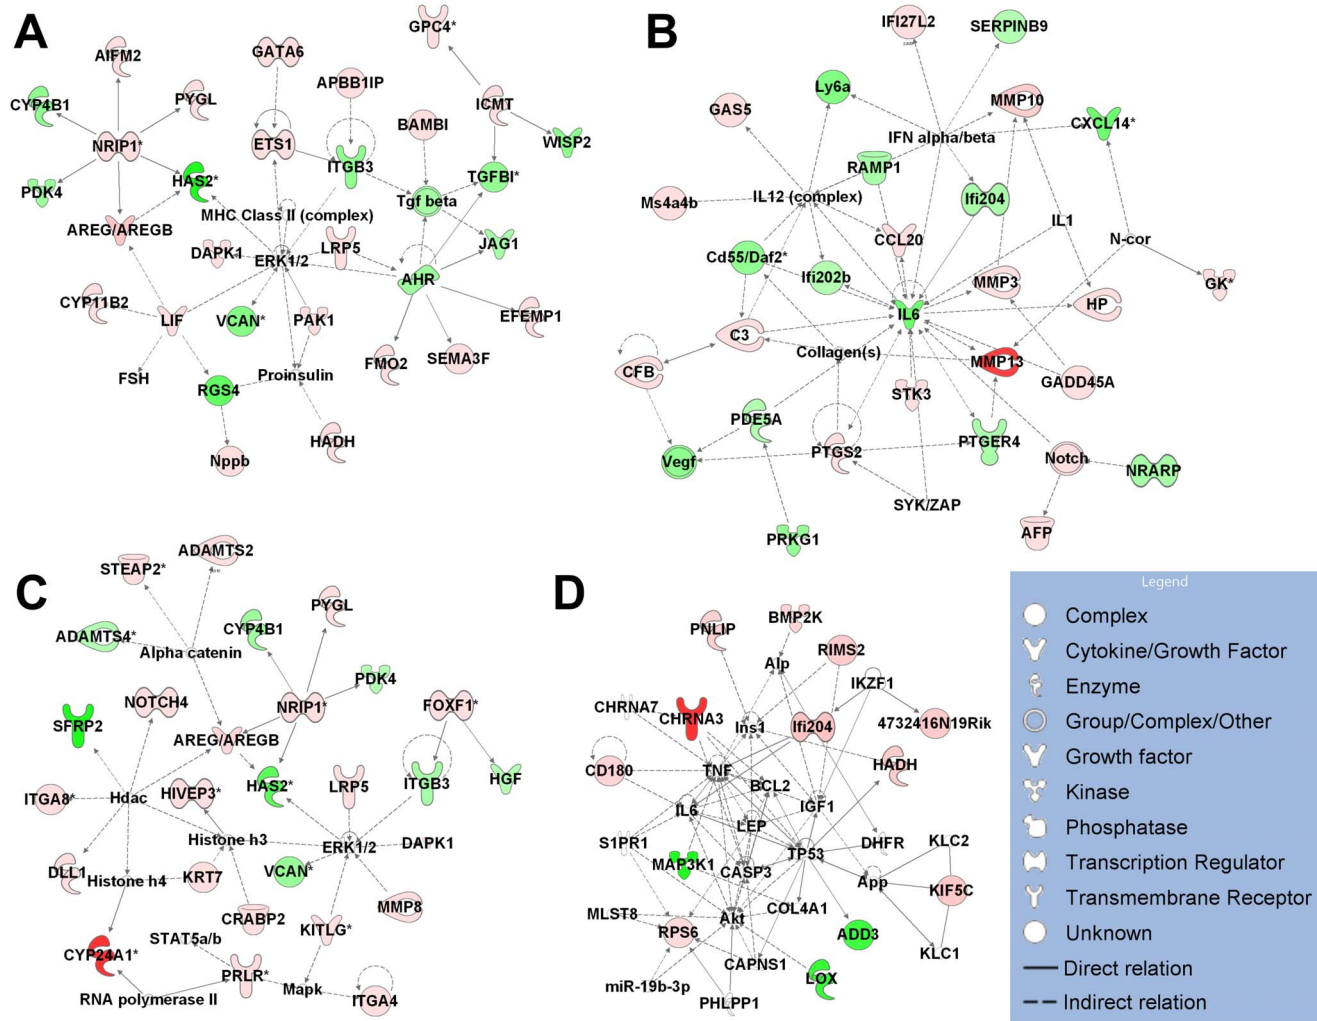 A
AIFM2
CYP4B1
PYGL
NRIP1*
PDK4
HAS2*
AREG/AREGB
GATA6
APBB1IP
ETS1
ITGB3
GPC4*
ICMT
BAMBI
WISP2
TGFBI*
Tgf beta
MHC Class II (complex)
DAPK1
ERK1/2
LRP5
JAG1
AHR
CYP11B2
LIF
VCAN*
PAK1
EFEMP1
FMO2
SEMA3F
FSH
RGS4
Proinsulin
HADH
Nppb
B
IFI27L2
SERPINB9
Ly6a
GAS5
MMP10
CXCL14*
IFN alpha/beta
RAMP1
Ms4a4b
IL12 (complex)
Ifi204
IL1
CCL20
N-cor
Cd55/Daf2*
Ifi202b
MMP3
GK*
HP
IL6
C3
Collagen(s)
CFB
MMP13
GADD45A
STK3
PDE5A
PTGER4
Vegf
PTGS2
Notch
NRARP
SYK/ZAP
PRKG1
AFP
C
ADAMTS2
STEAP2*
ADAMTS4*
CYP4B1
PYGL
Alpha catenin
PDK4
NOTCH4
NRIP1*
FOXF1*
SFRP2
AREG/AREGB
ITGB3
HGF
HAS2*
LRP5
ITGA8*
Hdac
HIVEP3*
Histone h3
ERK1/2
DAPK1
DLL1
Histone h4
KRT7
VCAN*
MMP8
CRABP2
KITLG*
STAT5a/b
CYP24A1*
PRLR*
Mapk
RNA polymerase II
ITGA4
D
PNLIP
BMP2K
RIMS2
Alp
IKZF1
CHRNA7
CHRNA3
Ins1
Ifi204
4732416N19Rik
CD180
TNF
HADH
BCL2
IL6
IGF1
LEP
S1PR1
TP53
DHFR
KLC2
MAP3K1
CASP3
App
KIF5C
COL4A1
MLST8
Akt
RPS6
ADD3
KLC1
CAPNS1
miR-19b-3p
LOX
PHLPP1
Legend
Complex
Cytokine/Growth Factor
Enzyme
Group/Complex/Other
Growth factor
Kinase
Phosphatase
Transcription Regulator
Transmembrane Receptor
Unknown
Direct relation
Indirect relation